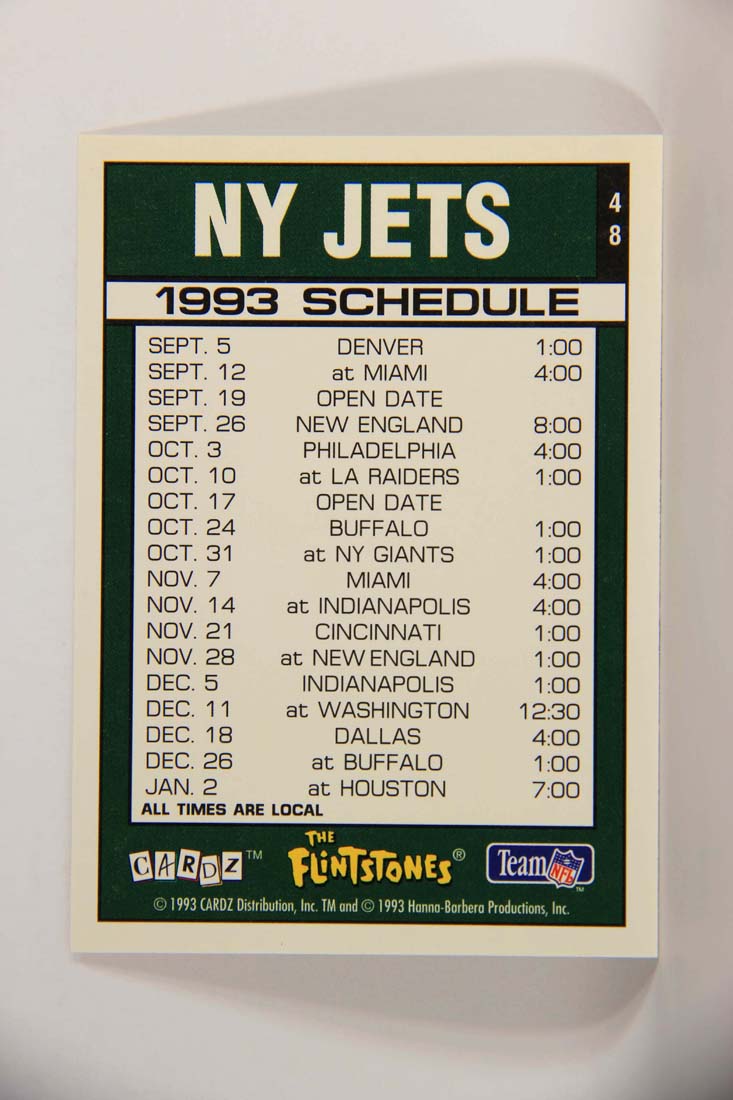 NY JETS
48
1993 SCHEDULE
SEPT. 5 DENVER 1:00
SEPT. 12 at MIAMI 4:00
SEPT. 19 OPEN DATE
SEPT. 26 NEW ENGLAND 8:00
OCT. 3 PHILADELPHIA 4:00
OCT. 10 at LA RAIDERS 1:00
OCT. 17 OPEN DATE
OCT. 24 BUFFALO 1:00
OCT. 31 at NY GIANTS 1:00
NOV. 7 MIAMI 4:00
NOV. 14 at INDIANAPOLIS 4:00
NOV. 21 CINCINNATI 1:00
NOV. 28 at NEW ENGLAND 1:00
DEC. 5 INDIANAPOLIS 1:00
DEC. 11 at WASHINGTON 12:30
DEC. 18 DALLAS 4:00
DEC. 26 at BUFFALO 1:00
JAN. 2 at HOUSTON 7:00
ALL TIMES ARE LOCAL
CARDZ™ THE FLINTSTONES® Team NFL™
© 1993 CARDZ Distribution, Inc. TM and © 1993 Hanna-Barbera Productions, Inc.